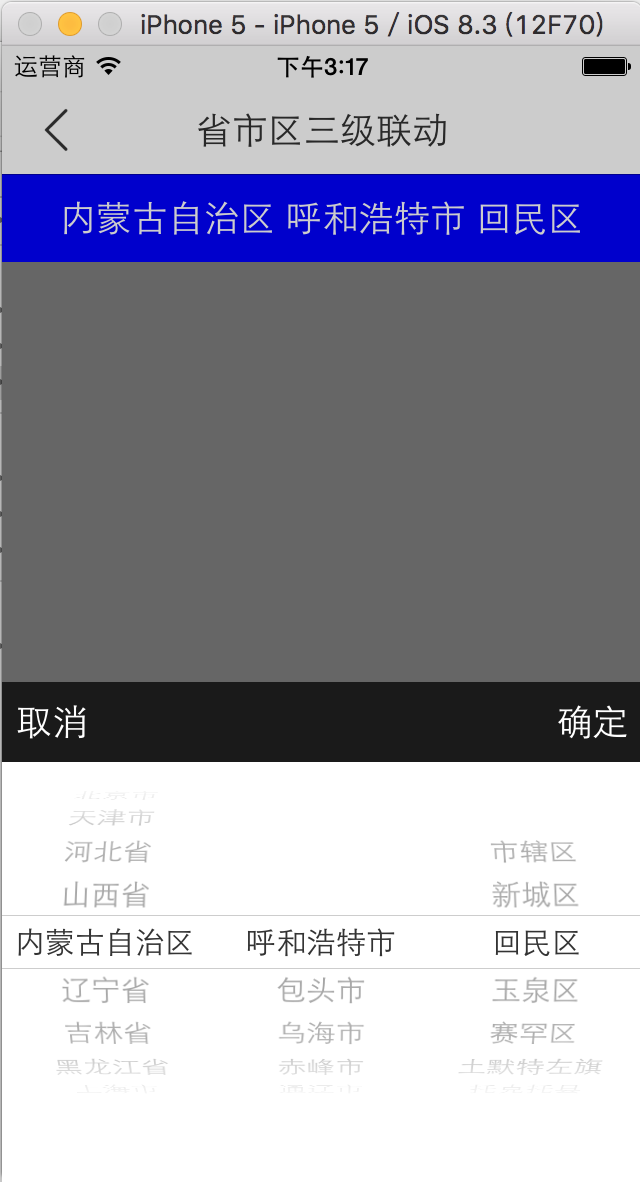 iPhone 5 - iPhone 5 / iOS 8.3 (12F70)
运营商 下午3:17
省市区三级联动
内蒙古自治区 呼和浩特市 回民区
取消 确定
天津市
河北省 市辖区
山西省 新城区
内蒙古自治区 呼和浩特市 回民区
辽宁省 包头市 玉泉区
吉林省 乌海市 赛罕区
黑龙江省 赤峰市 土默特左旗